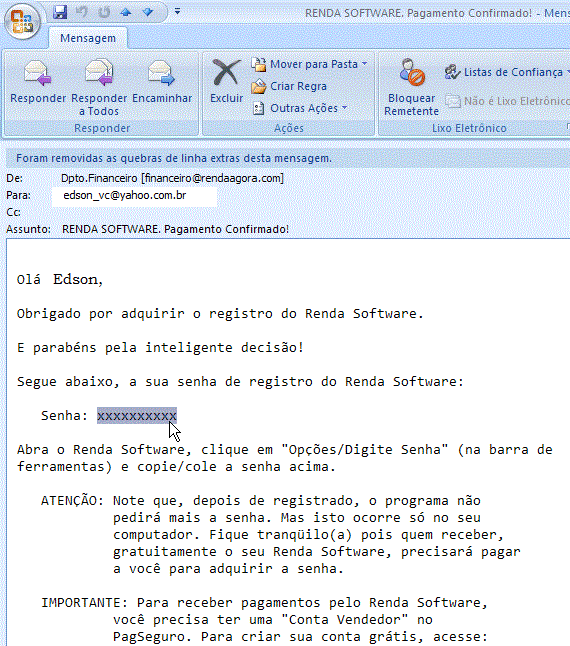 RENDA SOFTWARE. Pagamento Confirmado! - Mens
Mensagem
Responder
Responder a Todos
Encaminhar
Responder
Excluir
Mover para Pasta
Criar Regra
Outras Ações
Ações
Bloquear Remetente
Listas de Confiança
Não é Lixo Eletrônico
Lixo Eletrônico
Foram removidas as quebras de linha extras desta mensagem.
De: Dpto.Financeiro [financeiro@rendaagora.com]
Para: edson_vc@yahoo.com.br
Cc:
Assunto: RENDA SOFTWARE. Pagamento Confirmado!
Olá Edson,
Obrigado por adquirir o registro do Renda Software.
E parabéns pela inteligente decisão!
Segue abaixo, a sua senha de registro do Renda Software:
Senha: xxxxxxxxxx
Abra o Renda Software, clique em "Opções/Digite Senha" (na barra de
ferramentas) e copie/cole a senha acima.
ATENÇÃO: Note que, depois de registrado, o programa não
pedirá mais a senha. Mas isto ocorre só no seu
computador. Fique tranqüilo(a) pois quem receber,
gratuitamente o seu Renda Software, precisará pagar
a você para adquirir a senha.
IMPORTANTE: Para receber pagamentos pelo Renda Software,
você precisa ter uma "Conta Vendedor" no
PagSeguro. Para criar sua conta grátis, acesse: